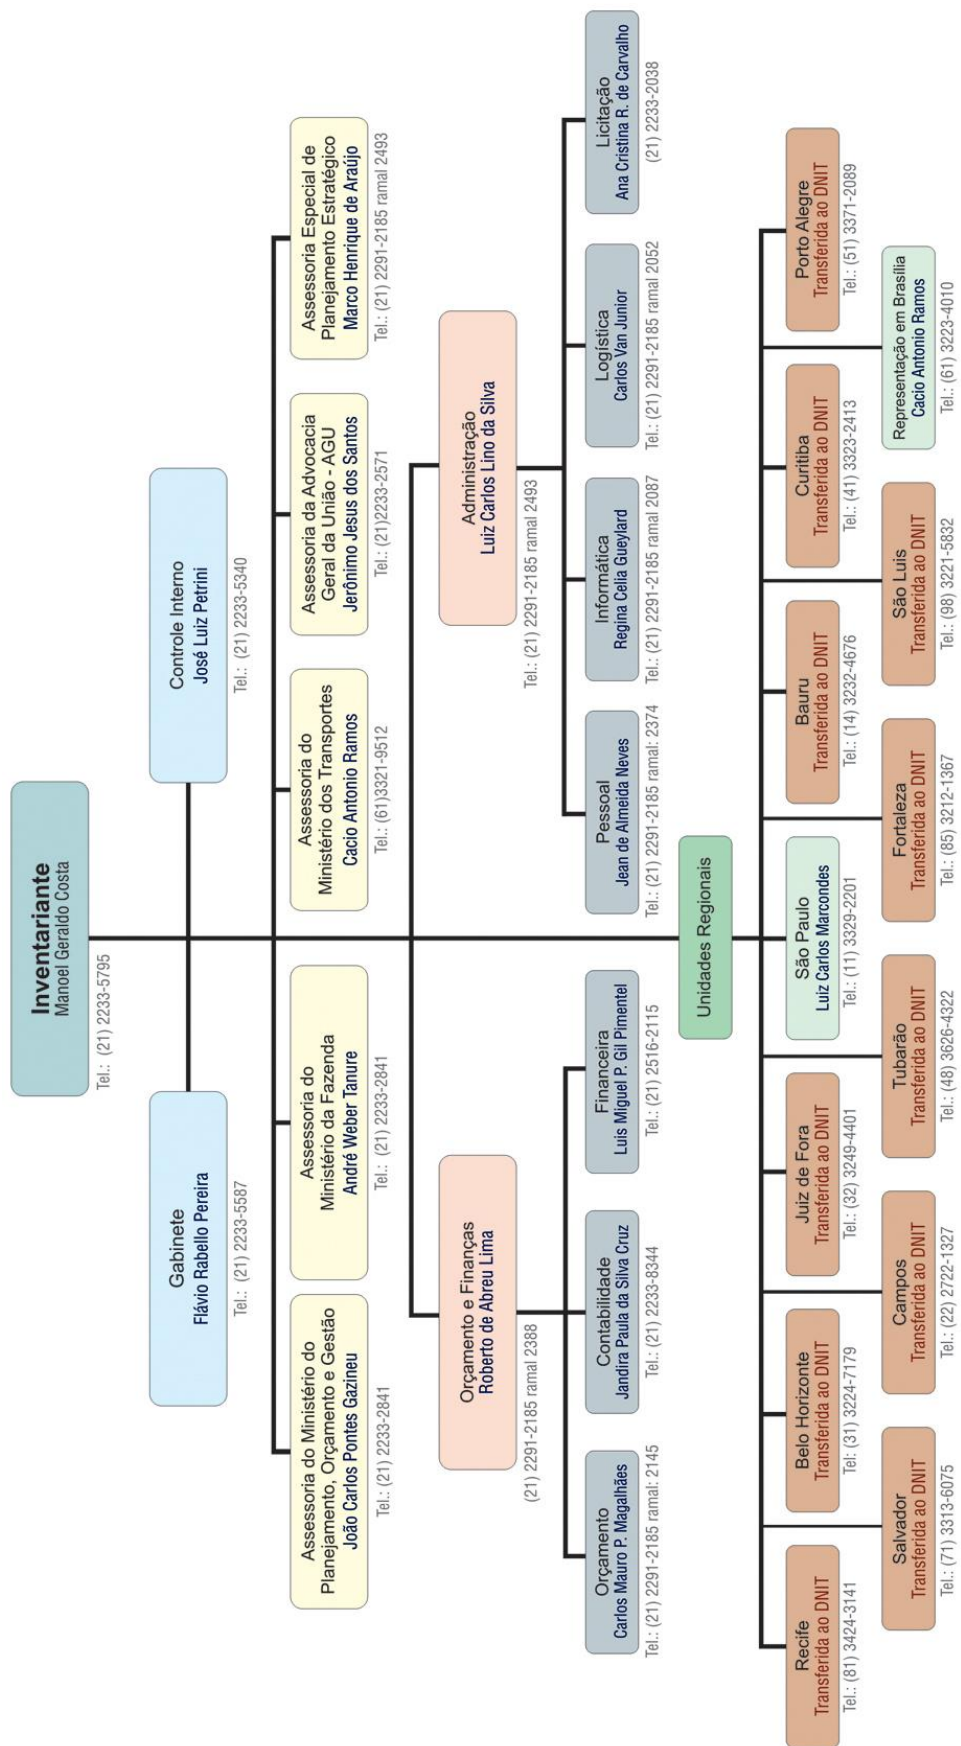 Inventariante
Manoel Geraldo Costa
Tel.: (21) 2233-5795
Gabinete
Flávio Rabello Pereira
Tel.: (21) 2233-5587
Controle Interno
José Luiz Petrini
Tel.: (21) 2233-5340
Assessoria do Ministério do
Planejamento, Orçamento e Gestão
João Carlos Pontes Gazineu
Tel.: (21) 2233-2841
Assessoria do
Ministério da Fazenda
André Weber Tanure
Tel.: (21) 2233-2841
Assessoria do
Ministério dos Transportes
Cacio Antonio Ramos
Tel.: (61)3321-9512
Assessoria da Advocacia
Geral da União - AGU
Jerônimo Jesus dos Santos
Tel.: (21)2233-2571
Assessoria Especial de
Planejamento Estratégico
Marco Henrique de Araújo
Tel.: (21) 2291-2185 ramal 2493
Orçamento e Finanças
Roberto de Abreu Lima
(21) 2291-2185 ramal 2388
Administração
Luiz Carlos Lino da Silva
Tel.: (21) 2291-2185 ramal 2493
Orçamento
Carlos Mauro P. Magalhães
Tel.: (21) 2291-2185 ramal: 2145
Contabilidade
Jandira Paula da Silva Cruz
Tel.: (21) 2233-8344
Financeira
Luis Miguel P. Gil Pimentel
Tel.: (21) 2516-2115
Pessoal
Jean de Almeida Neves
Tel.: (21) 2291-2185 ramal: 2374
Informática
Regina Celia Gueylard
Tel.: (21) 2291-2185 ramal 2087
Logística
Carlos Van Junior
Tel.: (21) 2291-2185 ramal 2052
Licitação
Ana Cristina R. de Carvalho
(21) 2233-2038
Unidades Regionais
Recife
Transferida ao DNIT
Tel.: (81) 3424-3141
Belo Horizonte
Transferida ao DNIT
Tel: (31) 3224-7179
Juiz de Fora
Transferida ao DNIT
Tel.: (32) 3249-4401
São Paulo
Luiz Carlos Marcondes
Tel.: (11) 3329-2201
Bauru
Transferida ao DNIT
Tel.: (14) 3232-4676
Curitiba
Transferida ao DNIT
Tel.: (41) 3323-2413
Porto Alegre
Transferida ao DNIT
Tel.: (51) 3371-2089
Salvador
Transferida ao DNIT
Tel.: (71) 3313-6075
Campos
Transferida ao DNIT
Tel.: (22) 2722-1327
Tubarão
Transferida ao DNIT
Tel.: (48) 3626-4322
Fortaleza
Transferida ao DNIT
Tel.: (85) 3212-1367
São Luis
Transferida ao DNIT
Tel.: (98) 3221-5832
Representação em Brasília
Cacio Antonio Ramos
Tel.: (61) 3223-4010